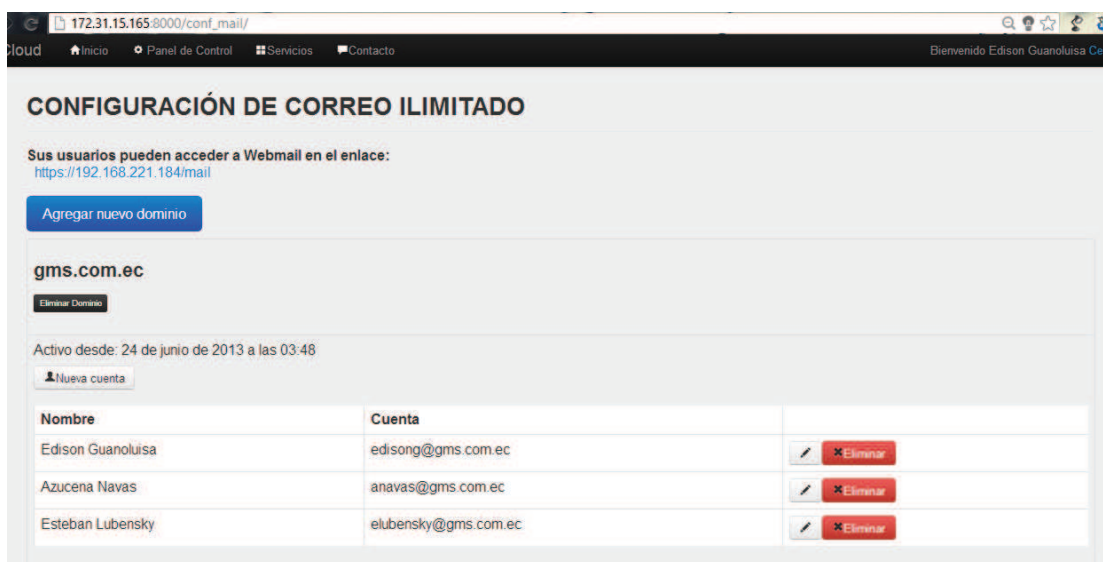 172.31.15.165:8000/conf_mail/
Cloud Inicio Panel de Control Servicios Contacto Bienvenido Edison Guanoluisa Ce
CONFIGURACIÓN DE CORREO ILIMITADO
Sus usuarios pueden acceder a Webmail en el enlace:
https://192.168.221.184/mail
Agregar nuevo dominio
gms.com.ec
Eliminar Dominio
Activo desde: 24 de junio de 2013 a las 03:48
Nueva cuenta
Nombre Cuenta
Edison Guanoluisa edisong@gms.com.ec Eliminar
Azucena Navas anavas@gms.com.ec Eliminar
Esteban Lubensky elubensky@gms.com.ec Eliminar